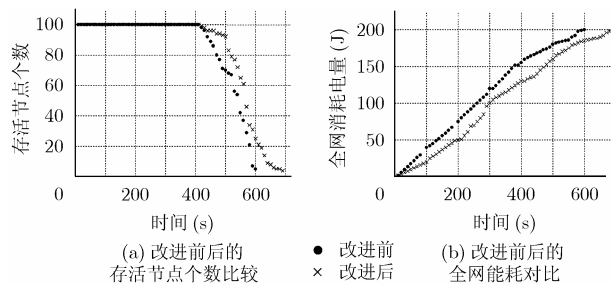 存活节点个数
100
80
60
40
20
0
200
400
600
时间 (s)
(a) 改进前后的
存活节点个数比较
全网消耗电量 (J)
200
150
100
50
0
200
400
600
时间 (s)
(b) 改进前后的
全网能耗对比
改进前
改进后